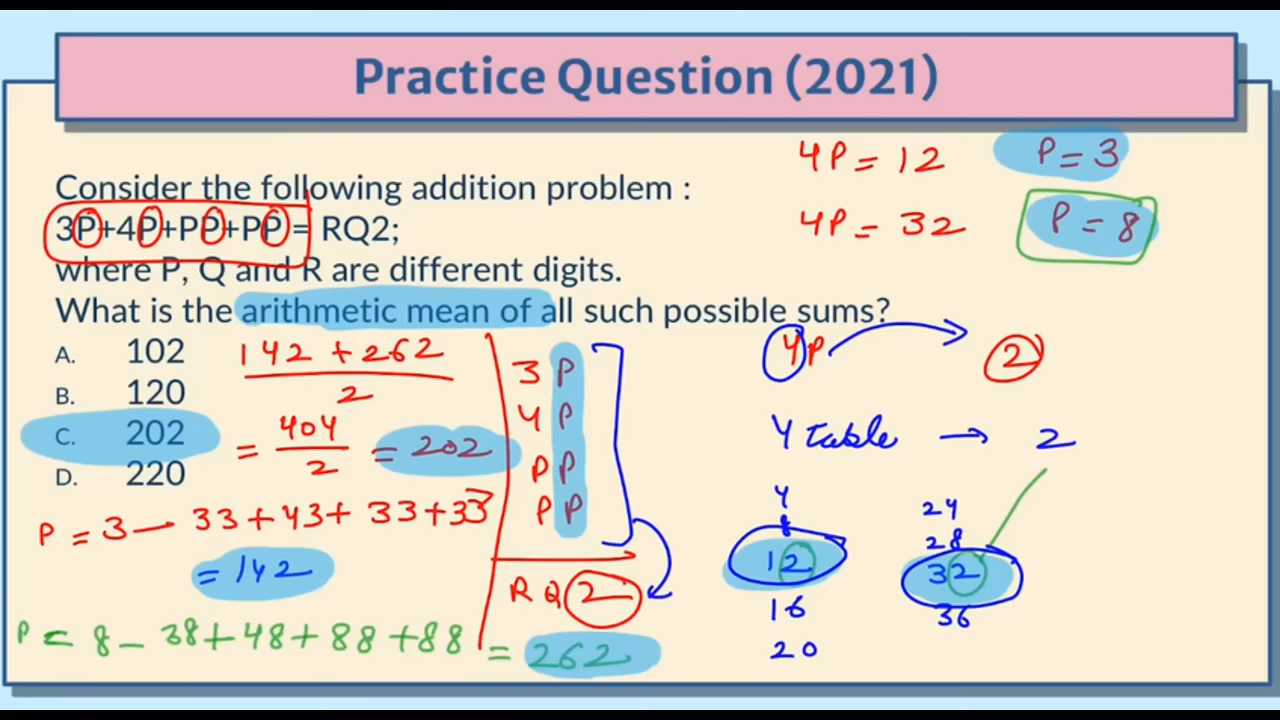 Practice Question (2021)
Consider the following addition problem :
3P+4P+PP+PP = RQ2;
where P, Q and R are different digits.
What is the arithmetic mean of all such possible sums?
A. 102
B. 120
C. 202
D. 220
4P = 12 P = 3
4P = 32 P = 8
142 + 262
2
= 404
2
= 202
P = 3 — 33 + 43 + 33 + 33
= 142
P = 8 - 38 + 48 + 88 + 88 = 262
3 P
4 P
P P
P P
R Q 2
4P 2
4 Table → 2
4
8
12
16
20
24
28
32
36